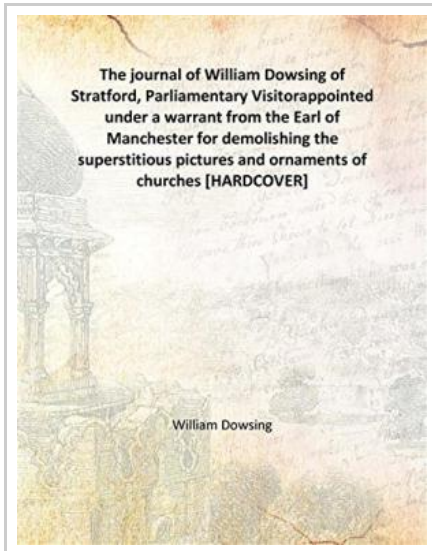 The journal of William Dowsing of
Stratford, Parliamentary Visitorappointed
under a warrant from the Earl of
Manchester for demolishing the
superstitious pictures and ornaments of
churches [HARDCOVER]
William Dowsing